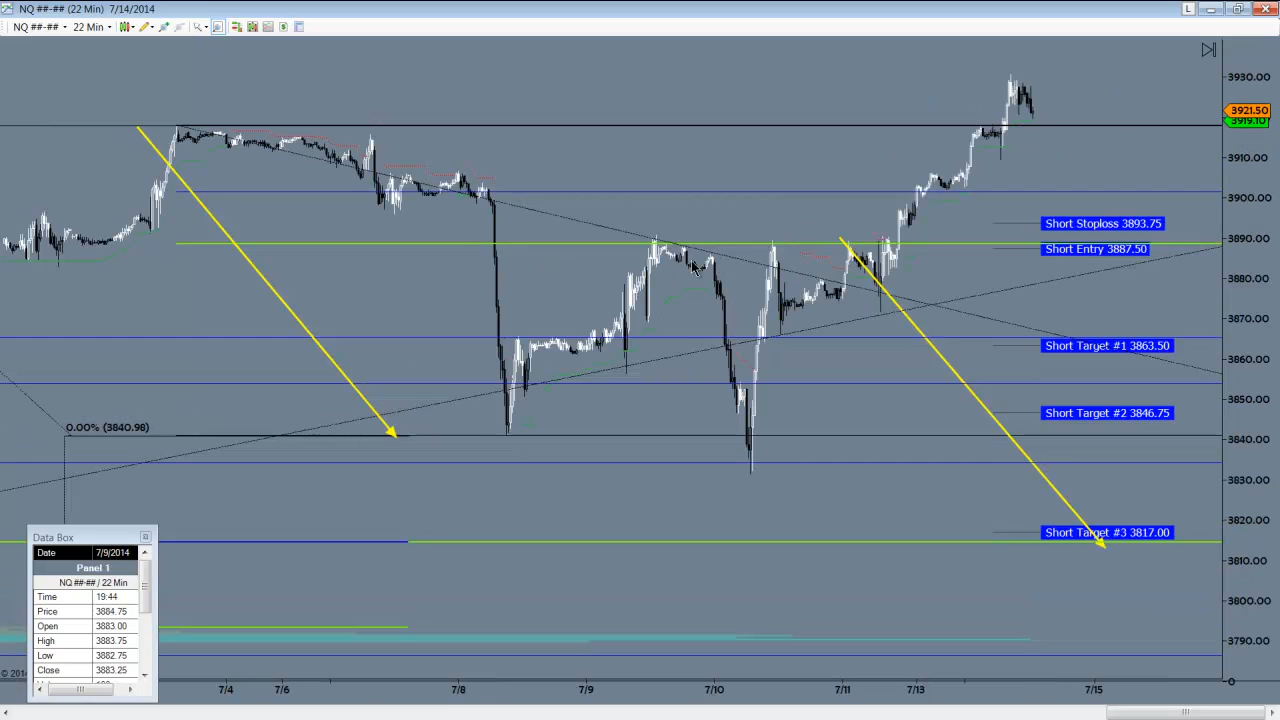 NQ ##-## (22 Min)  7/14/2014
L
NQ ##-## 22 Min
3930.00
3921.50
3919.10
3910.00
3900.00
Short Stoploss 3893.75
3890.00
Short Entry 3887.50
3880.00
3870.00
3860.00
Short Target #1 3863.50
3850.00
Short Target #2 3846.75
0.00% (3840.98)
3840.00
3830.00
3820.00
Short Target #3 3817.00
3810.00
3800.00
3790.00
Data Box
Date 7/9/2014
Panel 1
NQ ##-## / 22 Min
Time 19:44
Price 3884.75
Open 3883.00
High 3883.75
Low 3882.75
Close 3883.25
© 201
7/4 7/6 7/8 7/9 7/10 7/11 7/13 7/15
0